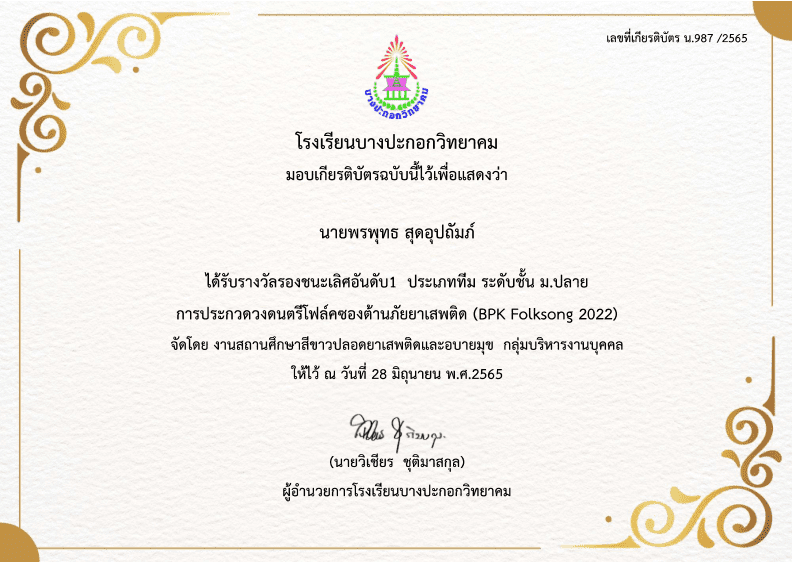 เลขที่เกียรติบัตร น.987 /2565
บางปะกอกวิทยาคม
โรงเรียนบางปะกอกวิทยาคม
มอบเกียรติบัตรฉบับนี้ไว้เพื่อแสดงว่า
นายพรพุทธ สุดอุปถัมภ์
ได้รับรางวัลรองชนะเลิศอันดับ1 ประเภททีม ระดับชั้น ม.ปลาย
การประกวดวงดนตรีโฟล์คซองต้านภัยยาเสพติด (BPK Folksong 2022)
จัดโดย งานสถานศึกษาสีขาวปลอดยาเสพติดและอบายมุข กลุ่มบริหารงานบุคคล
ให้ไว้ ณ วันที่ 28 มิถุนายน พ.ศ.2565
(นายวิเชียร ชุติมาสกุล)
ผู้อำนวยการโรงเรียนบางปะกอกวิทยาคม